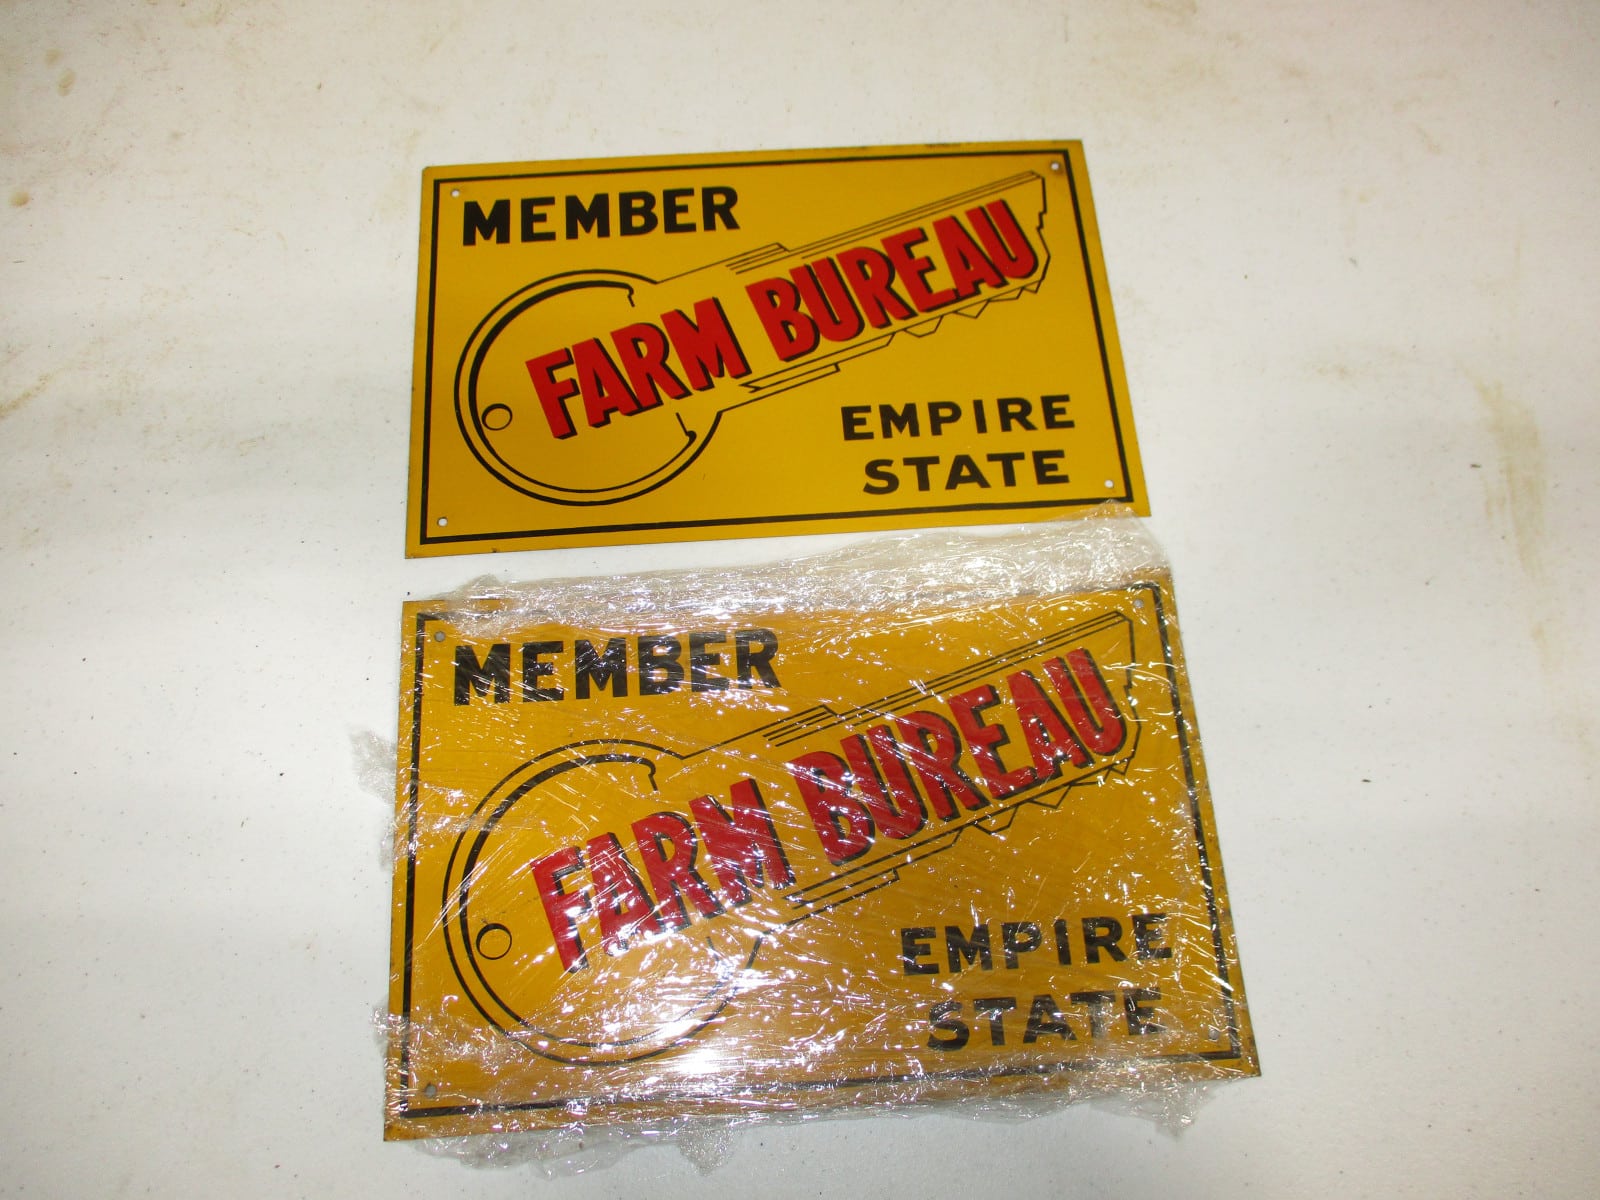 MEMBER
FARM BUREAU
EMPIRE
STATE
MEMBER
FARM BUREAU
EMPIRE
STATE